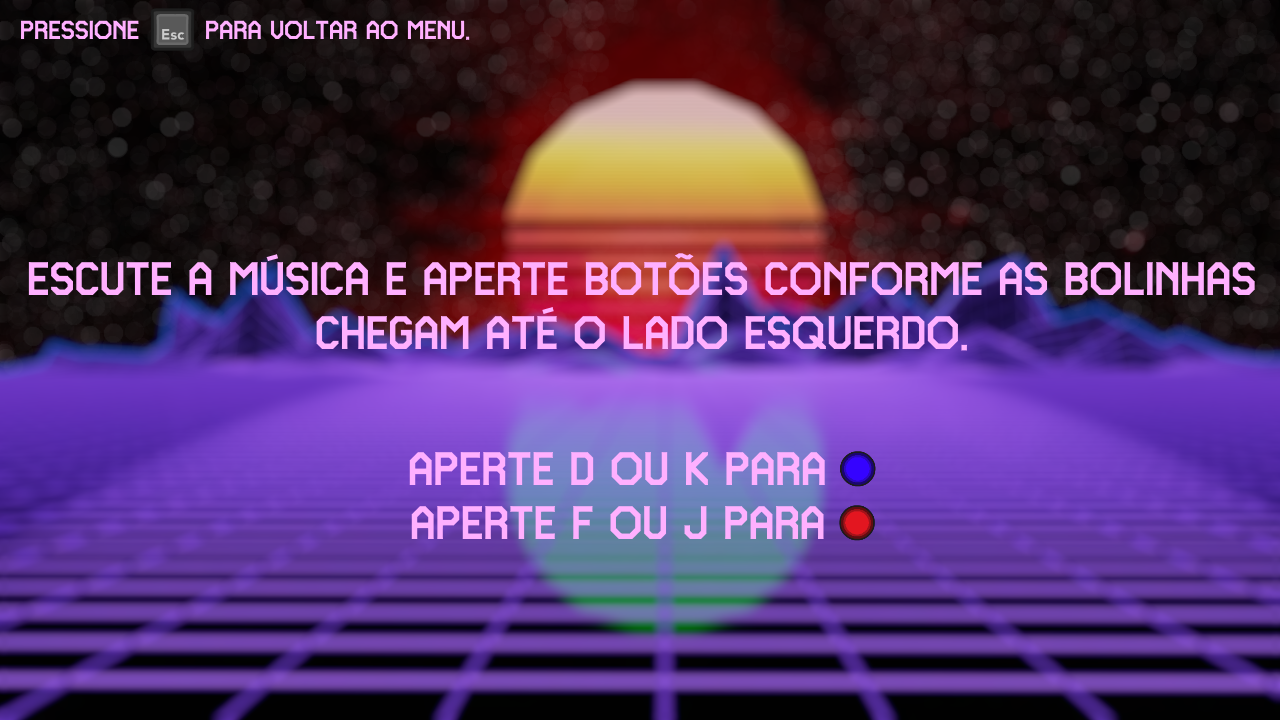 PRESSIONE Esc PARA VOLTAR AO MENU.
ESCUTE A MÚSICA E APERTE BOTÕES CONFORME AS BOLINHAS
CHEGAM ATÉ O LADO ESQUERDO.
APERTE D OU K PARA
APERTE F OU J PARA